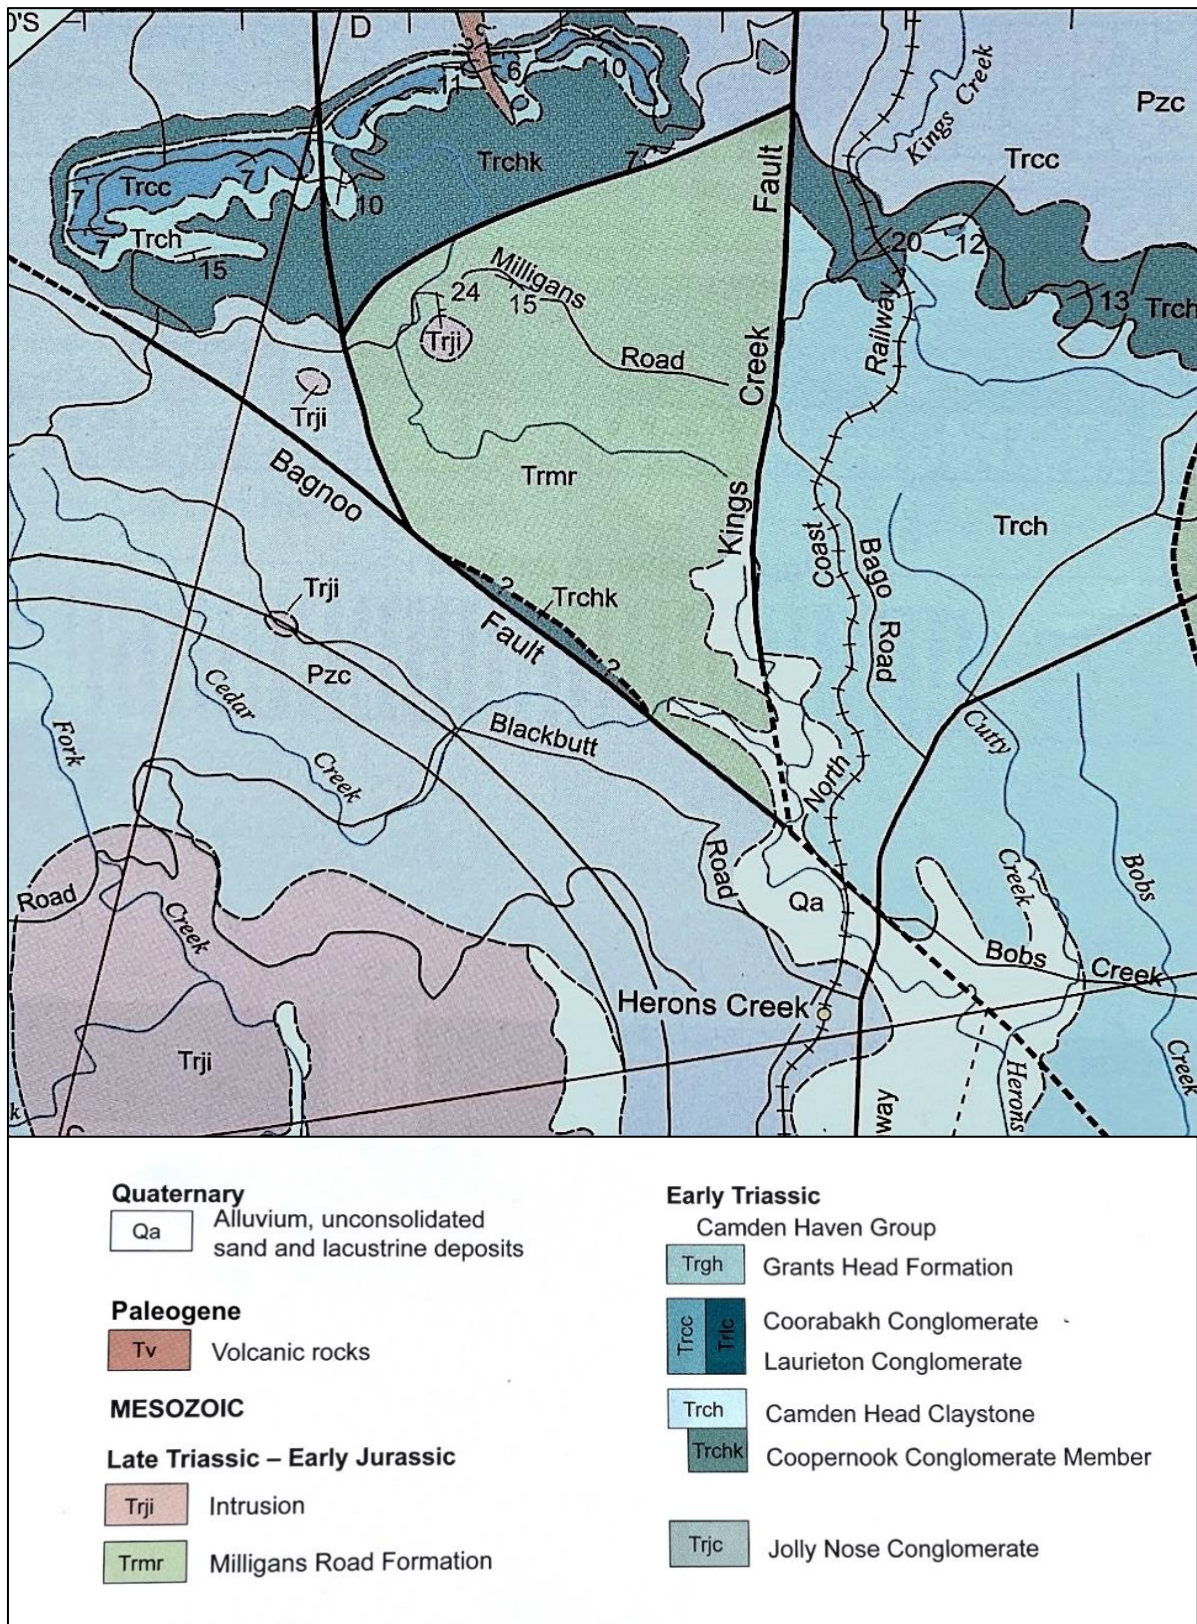 0'S
D
Kings Creek
Pzc
Trcc
11
6
10
7
Trchk
Trcc
7
7
10
7
Trch
15
Fault
20
12
13
Trch
Milligans
24
15
Trji
Road
Creek
Railway
Trji
Bagnoo
Trmr
Kings
Trch
Coast
Bago
Road
?
Trchk
?
Fault
Trji
Pzc
Cedar
Creek
Blackbutt
Fork
North
Cutty
Road
Creek
Bobs
Road
Creek
Qa
Bobs Creek
Herons Creek
Trji
Herons
Creek
k
C
way
Quaternary
Qa Alluvium, unconsolidated
sand and lacustrine deposits
Paleogene
Tv Volcanic rocks
MESOZOIC
Late Triassic – Early Jurassic
Trji Intrusion
Trmr Milligans Road Formation
Early Triassic
Camden Haven Group
Trgh Grants Head Formation
Trcc Trlc Coorabakh Conglomerate
Laurieton Conglomerate
Trch Camden Head Claystone
Trchk Coopernook Conglomerate Member
Trjc Jolly Nose Conglomerate